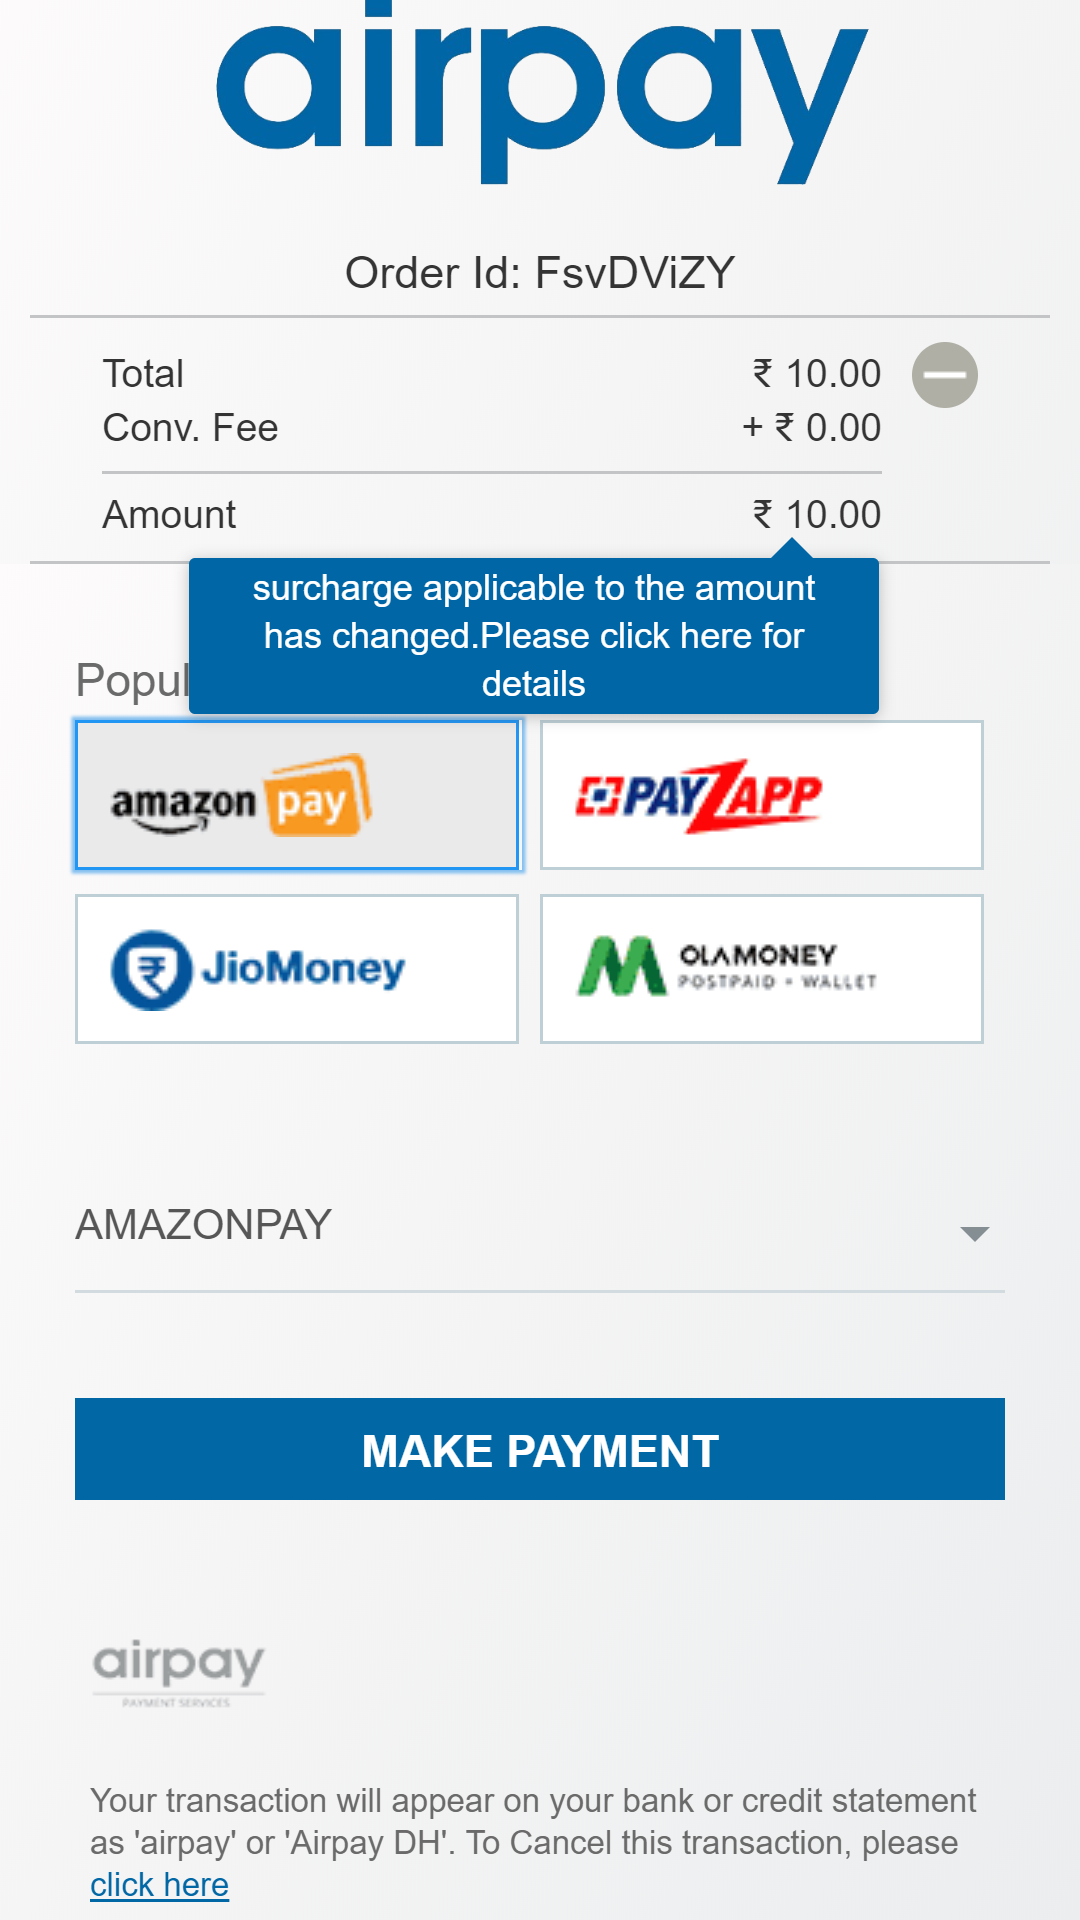 airpay
Order Id: FsvDViZY
Total ₹ 10.00
Conv. Fee + ₹ 0.00
Amount ₹ 10.00
surcharge applicable to the amount
has changed.Please click here for
details
Popul
amazon pay
PAYZAPP
JioMoney
OLAMONEY
POSTPAID + WALLET
AMAZONPAY
MAKE PAYMENT
airpay
PAYMENT SERVICES
Your transaction will appear on your bank or credit statement
as 'airpay' or 'Airpay DH'. To Cancel this transaction, please
click here